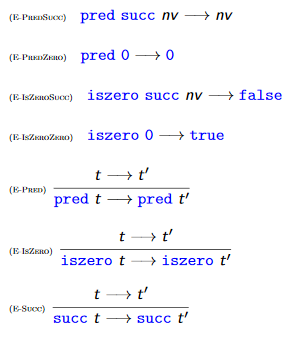 (E-PredSucc) pred succ nv ⟶ nv
(E-PredZero) pred 0 ⟶ 0
(E-IsZeroSucc) iszero succ nv ⟶ false
(E-IsZeroZero) iszero 0 ⟶ true
t ⟶ t′
(E-Pred) pred t ⟶ pred t′
t ⟶ t′
(E-IsZero) iszero t ⟶ iszero t′
t ⟶ t′
(E-Succ) succ t ⟶ succ t′